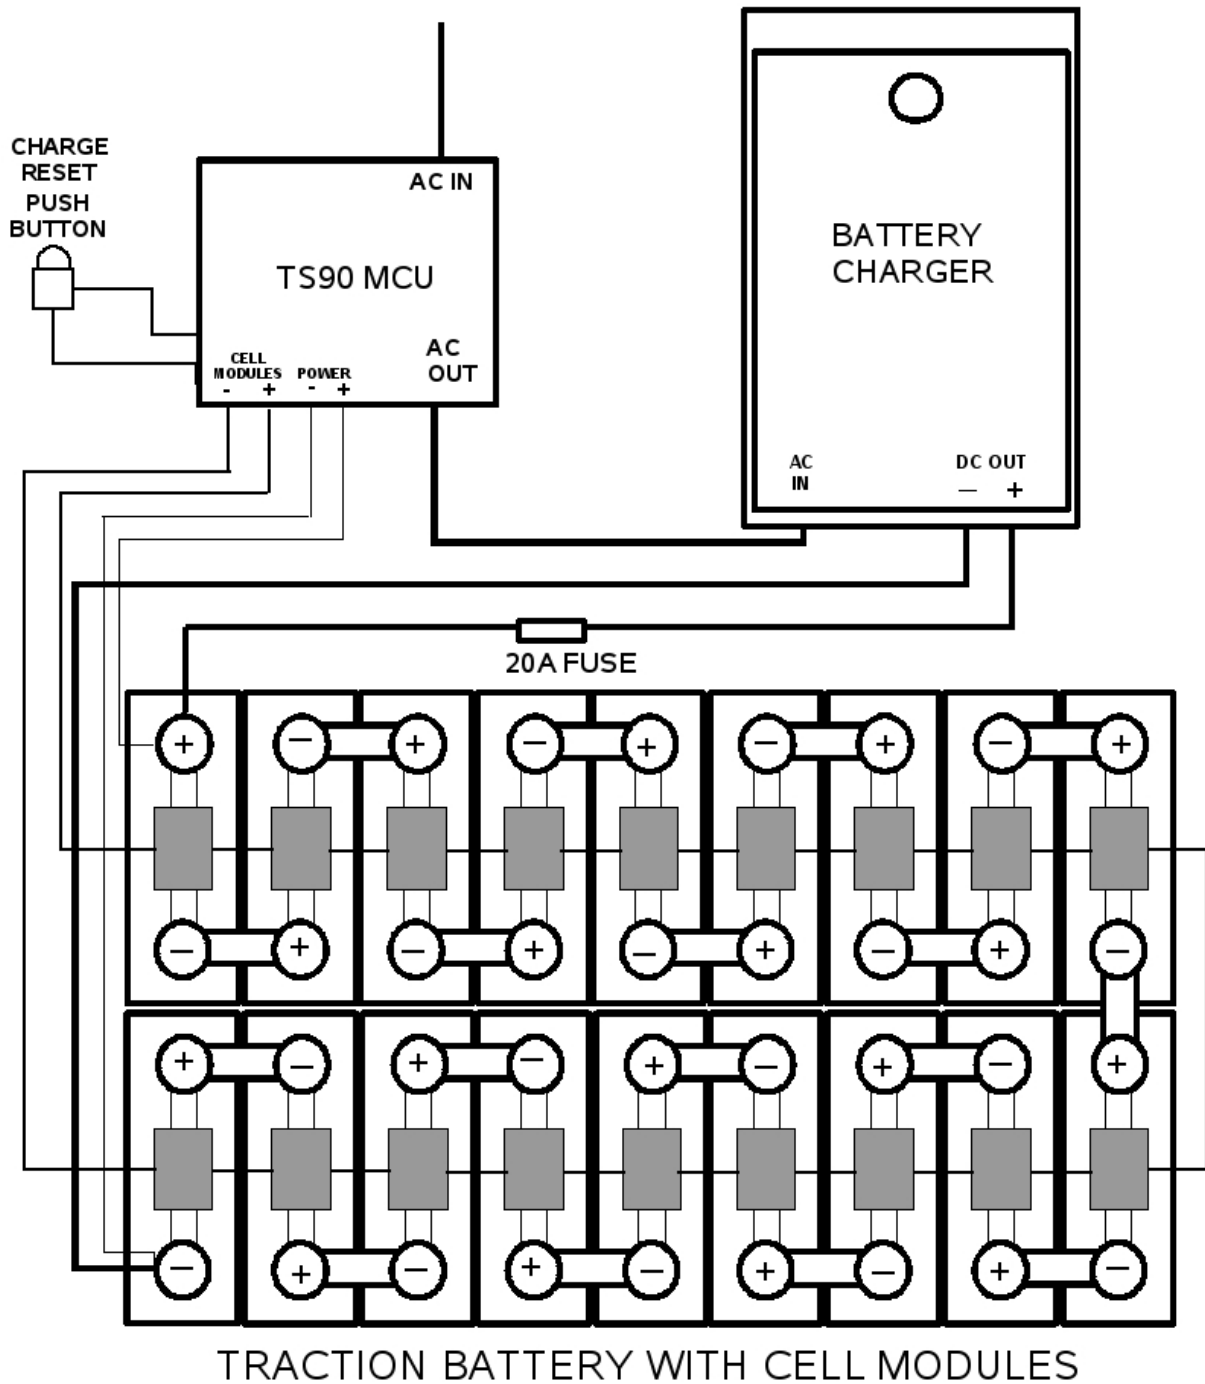 CHARGE
RESET
PUSH
BUTTON
AC IN
TS90 MCU
AC
OUT
CELL
MODULES
POWER
- + - +
BATTERY
CHARGER
AC
IN
DC OUT
— +
20A FUSE
+ — + — + — + — +
— + — + — + — + —
+ — + — + — + — +
— + — + — + — + —
TRACTION BATTERY WITH CELL MODULES